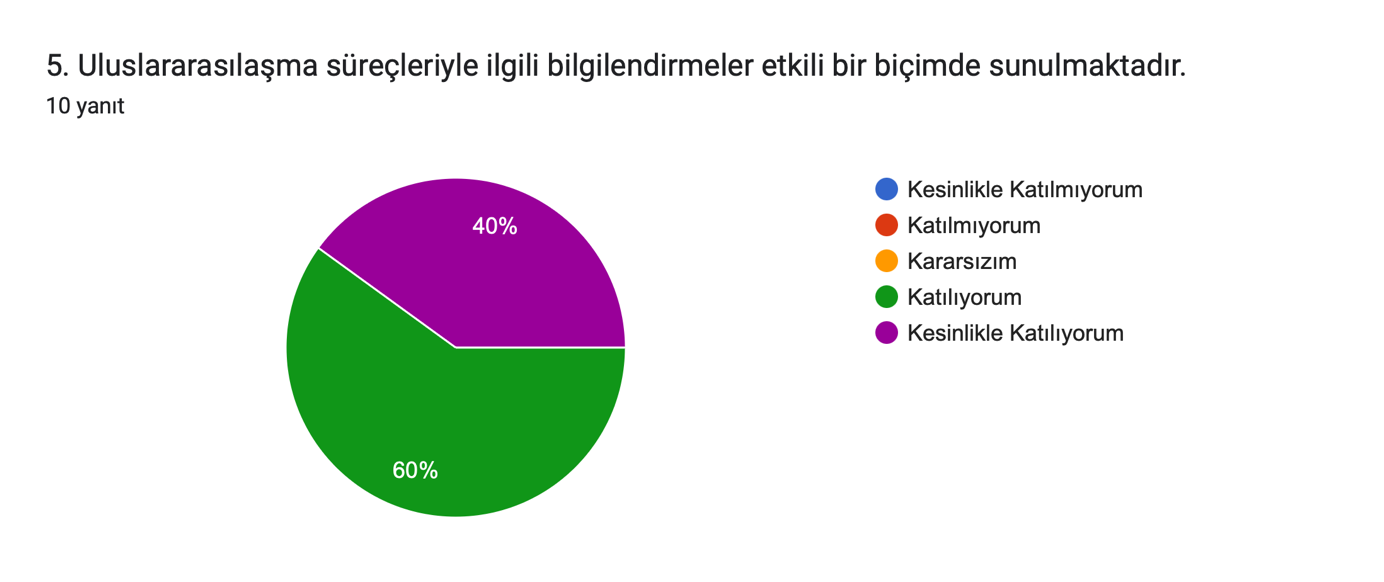 5. Uluslararasılaşma süreçleriyle ilgili bilgilendirmeler etkili bir biçimde sunulmaktadır.
10 yanıt
40%
60%
Kesinlikle Katılmıyorum
Katılmıyorum
Kararsızım
Katılıyorum
Kesinlikle Katılıyorum